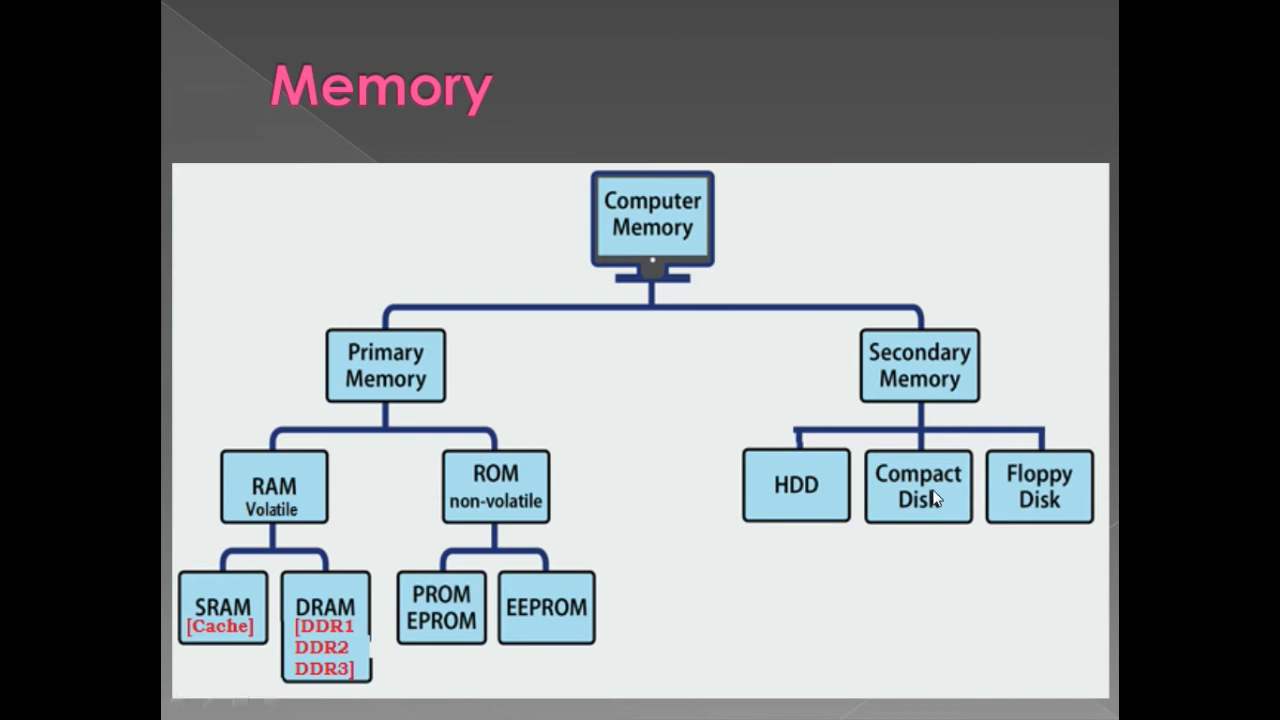 Memory
Computer
Memory
Primary
Memory
Secondary
Memory
RAM
Volatile
ROM
non-volatile
HDD
Compact
Disk
Floppy
Disk
SRAM
[Cache]
DRAM
[DDR1
DDR2
DDR3]
PROM
EPROM
EEPROM